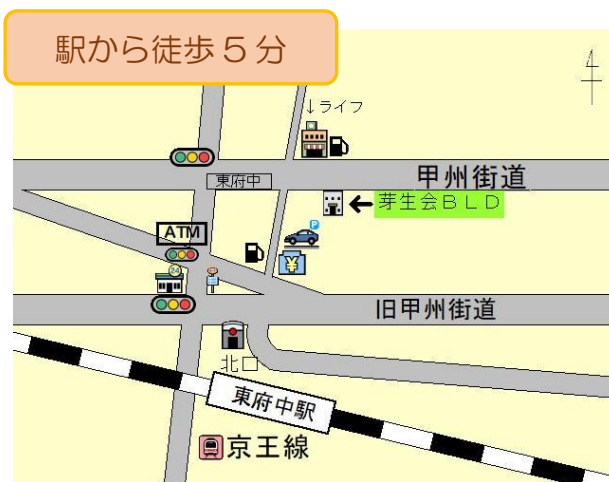 駅から徒歩５分
↓ライフ
甲州街道
東府中
←芽生会ＢＬＤ
P
ATM
24
¥
旧甲州街道
北口
東府中駅
京王線